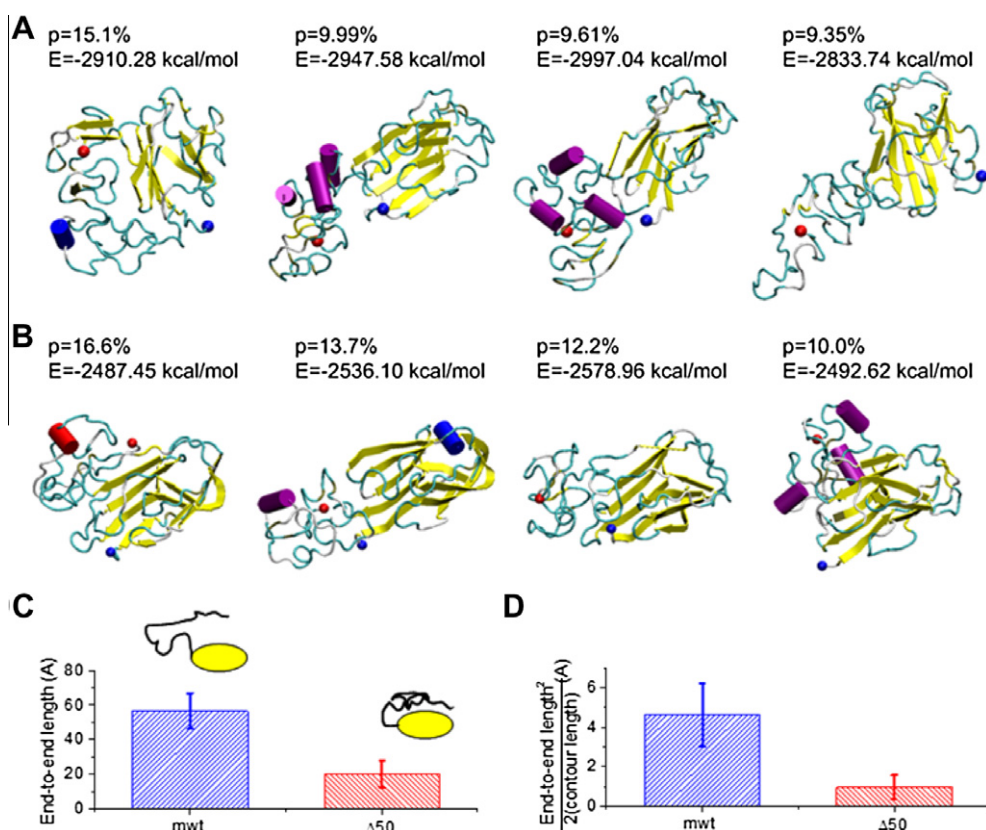 A
p=15.1%
E=-2910.28 kcal/mol
p=9.99%
E=-2947.58 kcal/mol
p=9.61%
E=-2997.04 kcal/mol
p=9.35%
E=-2833.74 kcal/mol
B
p=16.6%
E=-2487.45 kcal/mol
p=13.7%
E=-2536.10 kcal/mol
p=12.2%
E=-2578.96 kcal/mol
p=10.0%
E=-2492.62 kcal/mol
C
End-to-end length (A)
80
60
40
20
0
mwt
Δ50
D
End-to-end length²
2(contour length)
(A)
6
4
2
0
mwt
Δ50